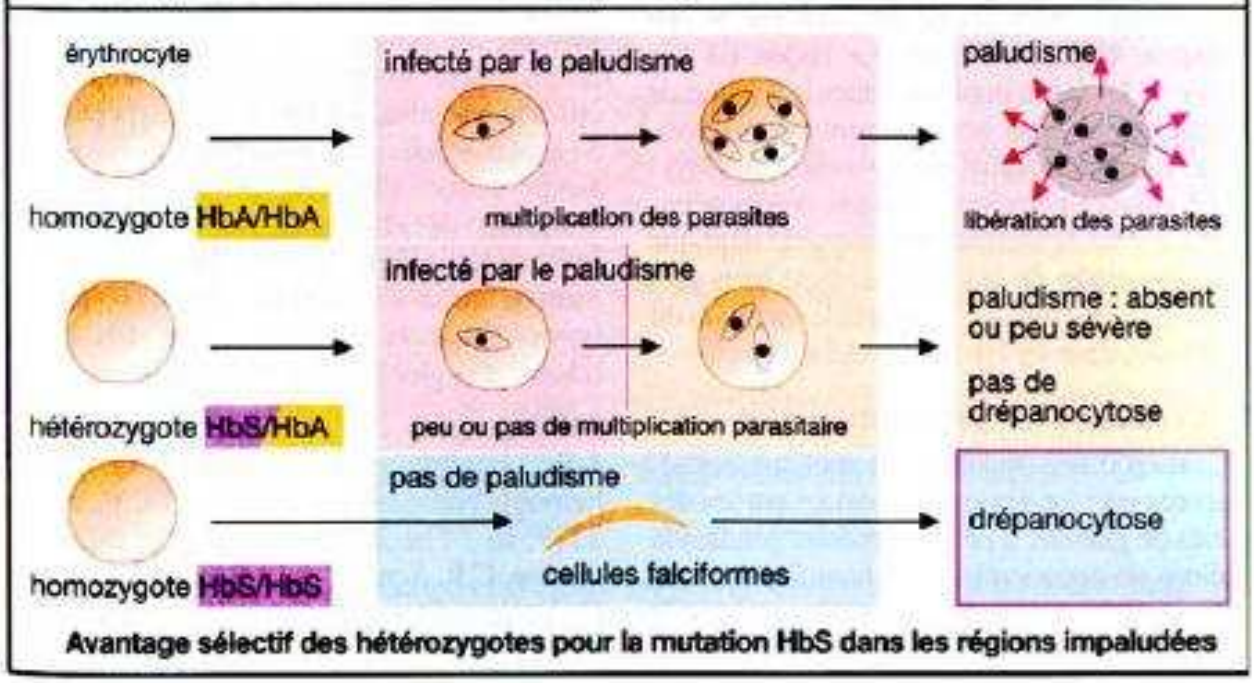 érythrocyte
homozygote HbA/HbA
infecté par le paludisme
multiplication des parasites
paludisme
libération des parasites
hétérozygote HbS/HbA
infecté par le paludisme
peu ou pas de multiplication parasitaire
paludisme : absent
ou peu sévère
pas de
drépanocytose
homozygote HbS/HbS
pas de paludisme
cellules falciformes
drépanocytose
Avantage sélectif des hétérozygotes pour la mutation HbS dans les régions impaludées